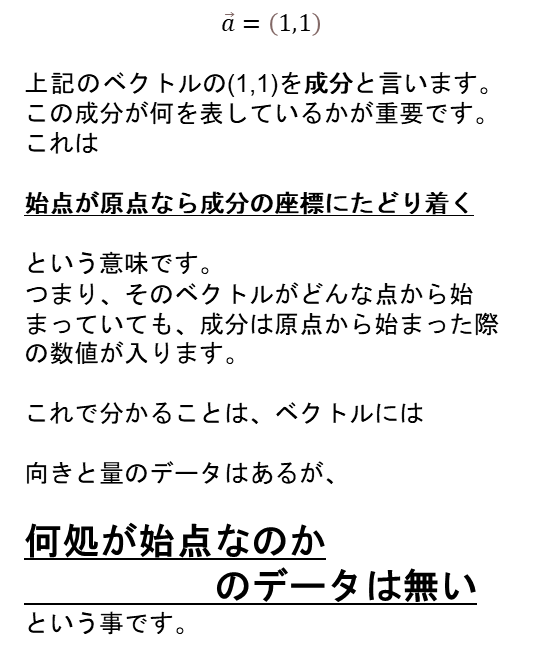 a⃗ = (1,1)
上記のベクトルの(1,1)を成分と言います。
この成分が何を表しているかが重要です。
これは
始点が原点なら成分の座標にたどり着く
という意味です。
つまり、そのベクトルがどんな点から始
まっていても、成分は原点から始まった際
の数値が入ります。
これで分かることは、ベクトルには
向きと量のデータはあるが、
何処が始点なのか
のデータは無い
という事です。